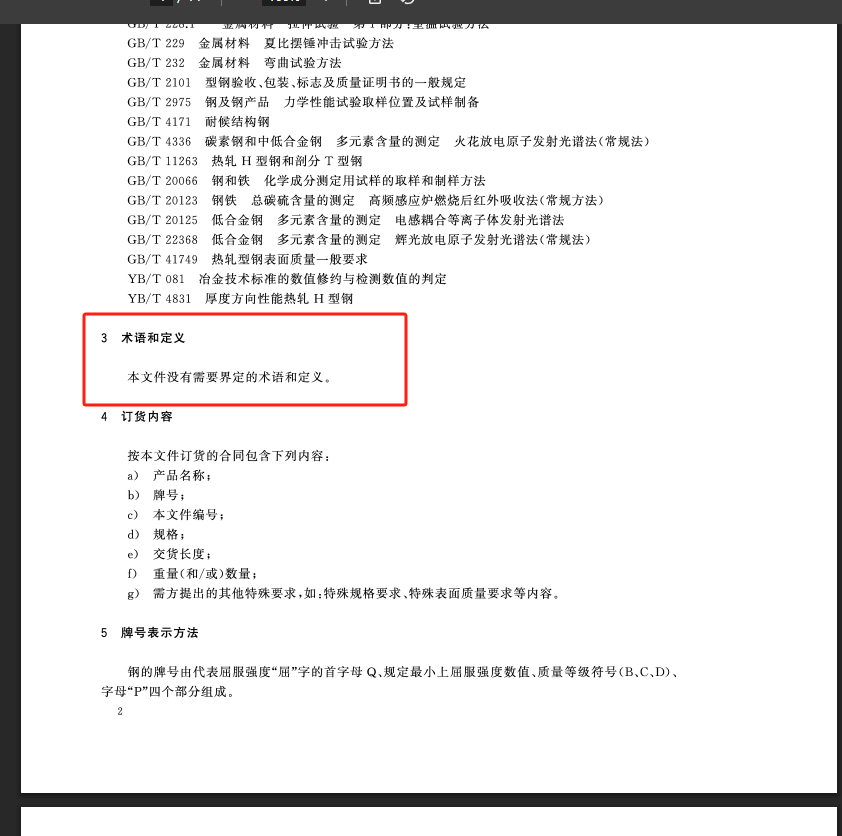 GB/T 228.1 金属材料 拉伸试验 第1部分:室温试验方法
GB/T 229 金属材料 夏比摆锤冲击试验方法
GB/T 232 金属材料 弯曲试验方法
GB/T 2101 型钢验收、包装、标志及质量证明书的一般规定
GB/T 2975 钢及钢产品 力学性能试验取样位置及试样制备
GB/T 4171 耐候结构钢
GB/T 4336 碳素钢和中低合金钢 多元素含量的测定 火花放电原子发射光谱法(常规法)
GB/T 11263 热轧 H 型钢和剖分 T 型钢
GB/T 20066 钢和铁 化学成分测定用试样的取样和制样方法
GB/T 20123 钢铁 总碳硫含量的测定 高频感应炉燃烧后红外吸收法(常规方法)
GB/T 20125 低合金钢 多元素含量的测定 电感耦合等离子体发射光谱法
GB/T 22368 低合金钢 多元素含量的测定 辉光放电原子发射光谱法(常规法)
GB/T 41749 热轧型钢表面质量一般要求
YB/T 081 冶金技术标准的数值修约与检测数值的判定
YB/T 4831 厚度方向性能热轧 H 型钢
3 术语和定义
本文件没有需要界定的术语和定义。
4 订货内容
按本文件订货的合同包含下列内容:
a) 产品名称;
b) 牌号;
c) 本文件编号;
d) 规格;
e) 交货长度;
f) 重量(和/或)数量;
g) 需方提出的其他特殊要求,如:特殊规格要求、特殊表面质量要求等内容。
5 牌号表示方法
钢的牌号由代表屈服强度“屈”字的首字母 Q、规定最小上屈服强度数值、质量等级符号(B、C、D)、
字母“P”四个部分组成。
2